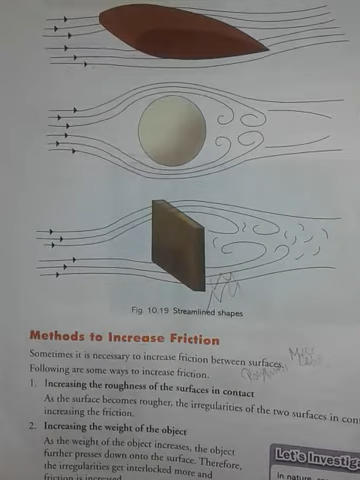 Fig 10.19 Streamlined shapes
Methods to Increase Friction
Sometimes it is necessary to increase friction between surfaces.
Following are some ways to increase friction.
1. Increasing the roughness of the surfaces in contact
As the surface becomes rougher, the irregularities of the two surfaces in
increasing the friction.
2. Increasing the weight of the object
As the weight of the object increases, the object
further presses down onto the surface. Therefore,
the irregularities get interlocked more and
friction is increased
Let's
In nature,